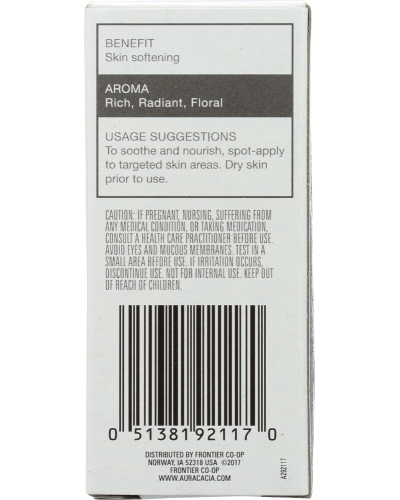 BENEFIT
Skin softening
AROMA
Rich, Radiant, Floral
USAGE SUGGESTIONS
To soothe and nourish, spot-apply
to targeted skin areas. Dry skin
prior to use.
CAUTION: IF PREGNANT, NURSING, SUFFERING FROM
ANY MEDICAL CONDITION, OR TAKING MEDICATION,
CONSULT A HEALTH CARE PRACTITIONER BEFORE USE.
AVOID EYES AND MUCOUS MEMBRANES. TEST IN A
SMALL AREA BEFORE USE. IF IRRITATION OCCURS,
DISCONTINUE USE. NOT FOR INTERNAL USE. KEEP OUT
OF REACH OF CHILDREN.
0 51381 92117 0
DISTRIBUTED BY FRONTIER CO-OP
NORWAY, IA 52318 USA ©2017
FRONTIER CO-OP
WWW.AURACACIA.COM
A292117